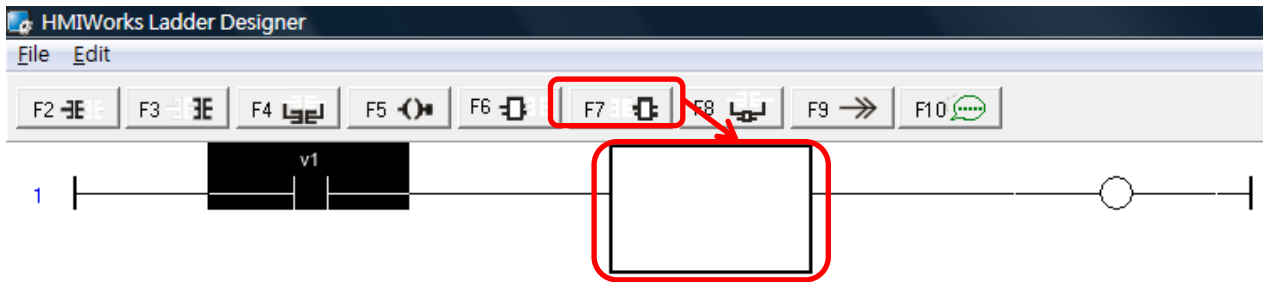 HMIWorks Ladder Designer
File Edit
F2 F3 F4 F5 F6 F7 F8 F9 F10
v1
1